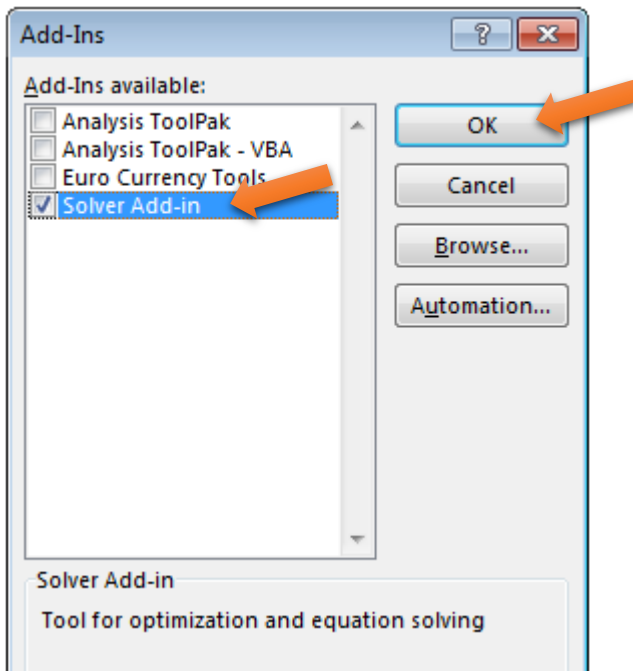 Add-Ins
Add-Ins available:
Analysis ToolPak
Analysis ToolPak - VBA
Euro Currency Tools
Solver Add-in
OK
Cancel
Browse...
Automation...
Solver Add-in
Tool for optimization and equation solving